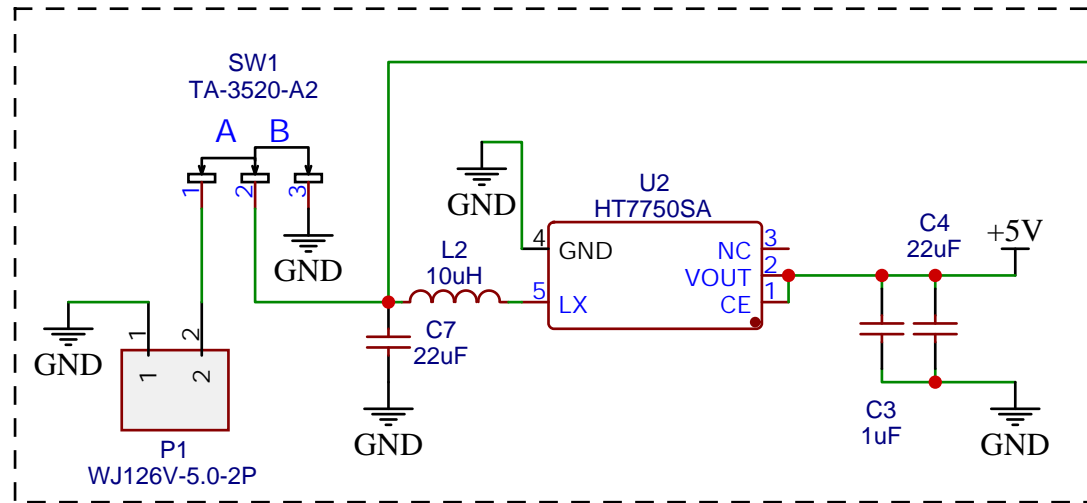 SW1
TA-3520-A2
A B
1
2
3
GND
GND
U2
HT7750SA
4
GND
5
LX
NC
3
VOUT
2
CE
1
L2
10uH
C7
22uF
GND
C4
22uF
+5V
C3
1uF
GND
GND
1
2
1
2
P1
WJ126V-5.0-2P